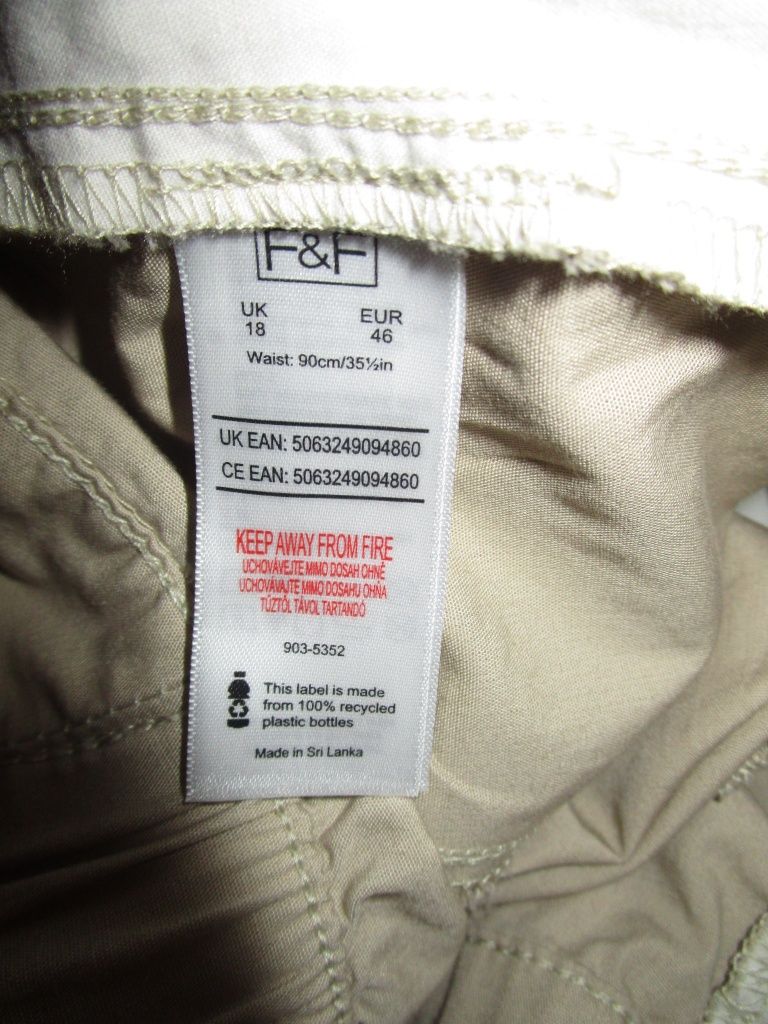 F&F
UK EUR
18 46
Waist: 90cm/35½in
UK EAN: 5063249094860
CE EAN: 5063249094860
KEEP AWAY FROM FIRE
UCHOVÁVEJTE MIMO DOSAH OHNĚ
UCHOVÁVAJTE MIMO DOSAHU OHŇA
TŰZTŐL TÁVOL TARTANDÓ
903-5352
This label is made
from 100% recycled
plastic bottles
Made in Sri Lanka